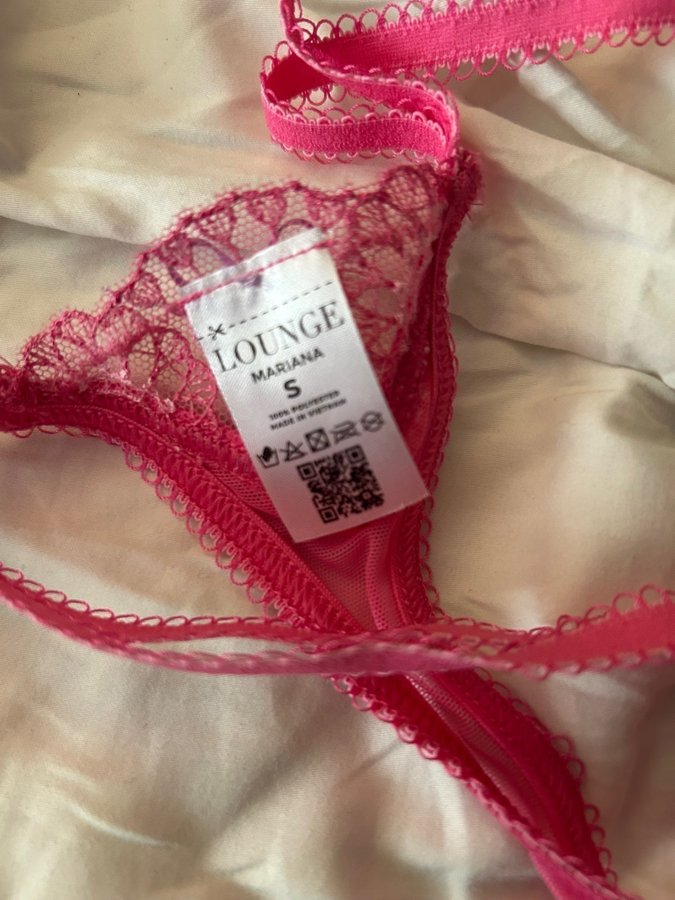 LOUNGE
MARIANA
S
100% POLYESTER
MADE IN VIETNAM